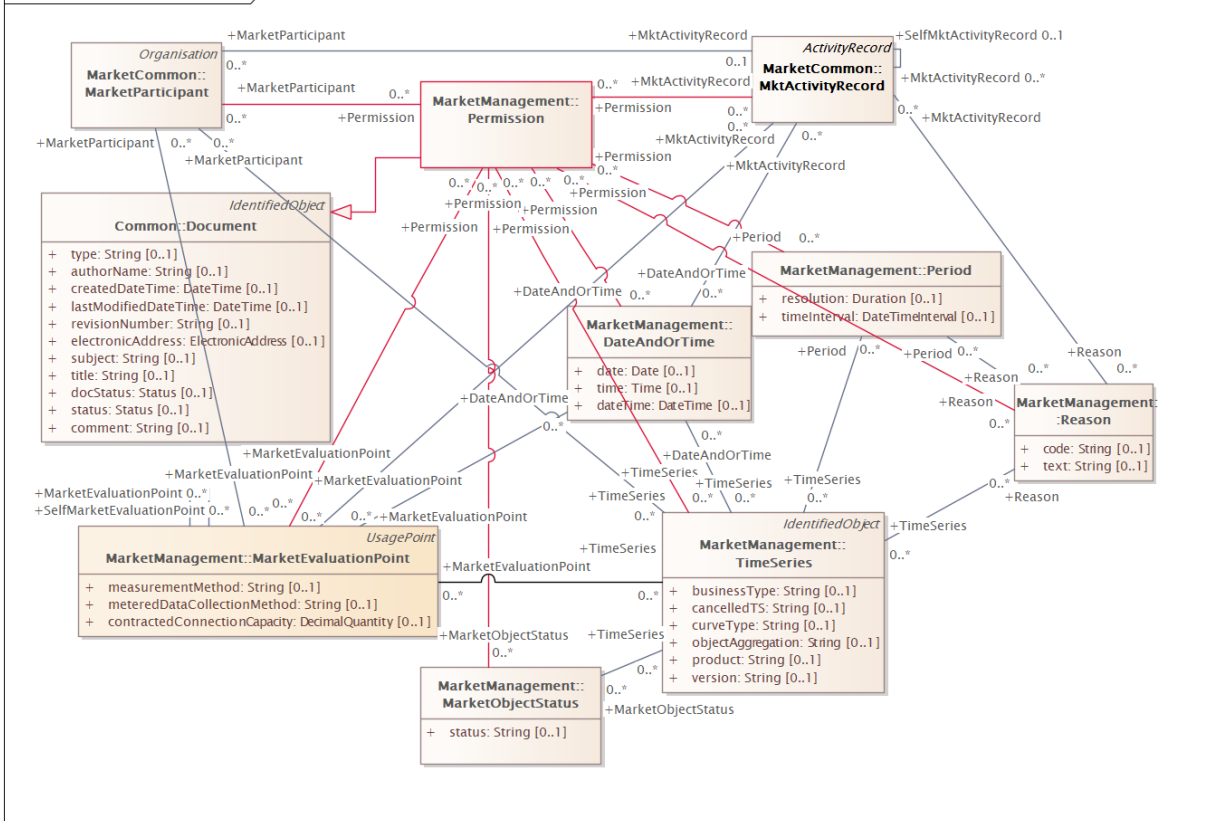 +MarketParticipant
+MktActivityRecord
+SelfMktActivityRecord 0..1
Organisation
MarketCommon::
MarketParticipant
0..*
0..1
ActivityRecord
MarketCommon::
MktActivityRecord
+MktActivityRecord 0..*
+MarketParticipant
0..*
0..*
+MktActivityRecord
MarketManagement::
Permission
0..*
+Permission
+Permission
0..*
0..*
0..*
+MktActivityRecord
+MarketParticipant
0..*
0..*
+MktActivityRecord
0..*
+MarketParticipant
+Permission
0..*
+MktActivityRecord
0..*
0..*
0..*
0..*
0..*
+Permission
IdentifiedObject
Common::Document
+Permission
+Permission
+Permission
+Permission
+Period
0..*
+ type: String [0..1]
+ authorName: String [0..1]
+ createdDateTime: DateTime [0..1]
+ lastModifiedDateTime: DateTime [0..1]
+ revisionNumber: String [0..1]
+ electronicAddress: ElectronicAddress [0..1]
+ subject: String [0..1]
+ title: String [0..1]
+ docStatus: Status [0..1]
+ status: Status [0..1]
+ comment: String [0..1]
MarketManagement::Period
+ resolution: Duration [0..1]
+ timeInterval: DateTimeInterval [0..1]
+DateAndOrTime
+DateAndOrTime
0..*
0..*
MarketManagement::
DateAndOrTime
+ date: Date [0..1]
+ time: Time [0..1]
+ dateTime: DateTime [0..1]
+Period
0..*
+Period
0..*
+Reason
+Reason
0..*
0..*
+Reason
0..*
MarketManagement:
:Reason
+ code: String [0..1]
+ text: String [0..1]
0..*
+Reason
+DateAndOrTime
0..*
0..*
+DateAndOrTime
+MarketEvaluationPoint
+MarketEvaluationPoint
+MarketEvaluationPoint
+MarketEvaluationPoint 0..*
+SelfMarketEvaluationPoint 0..*
0..*
0..*
0..*
0..*
+MarketEvaluationPoint
+TimeSeries
+TimeSeries
+TimeSeries
+TimeSeries
0..*
0..*
0..*
0..*
+TimeSeries
0..*
UsagePoint
MarketManagement::MarketEvaluationPoint
+ measurementMethod: String [0..1]
+ meteredDataCollectionMethod: String [0..1]
+ contractedConnectionCapacity: DecimalQuantity [0..1]
+TimeSeries
+MarketEvaluationPoint
0..*
0..*
IdentifiedObject
MarketManagement::
TimeSeries
+ businessType: String [0..1]
+ cancelledTS: String [0..1]
+ curveType: String [0..1]
+ objectAggregation: String [0..1]
+ product: String [0..1]
+ version: String [0..1]
+MarketObjectStatus
0..*
+TimeSeries
0..*
0..*
+MarketObjectStatus
MarketManagement::
MarketObjectStatus
+ status: String [0..1]